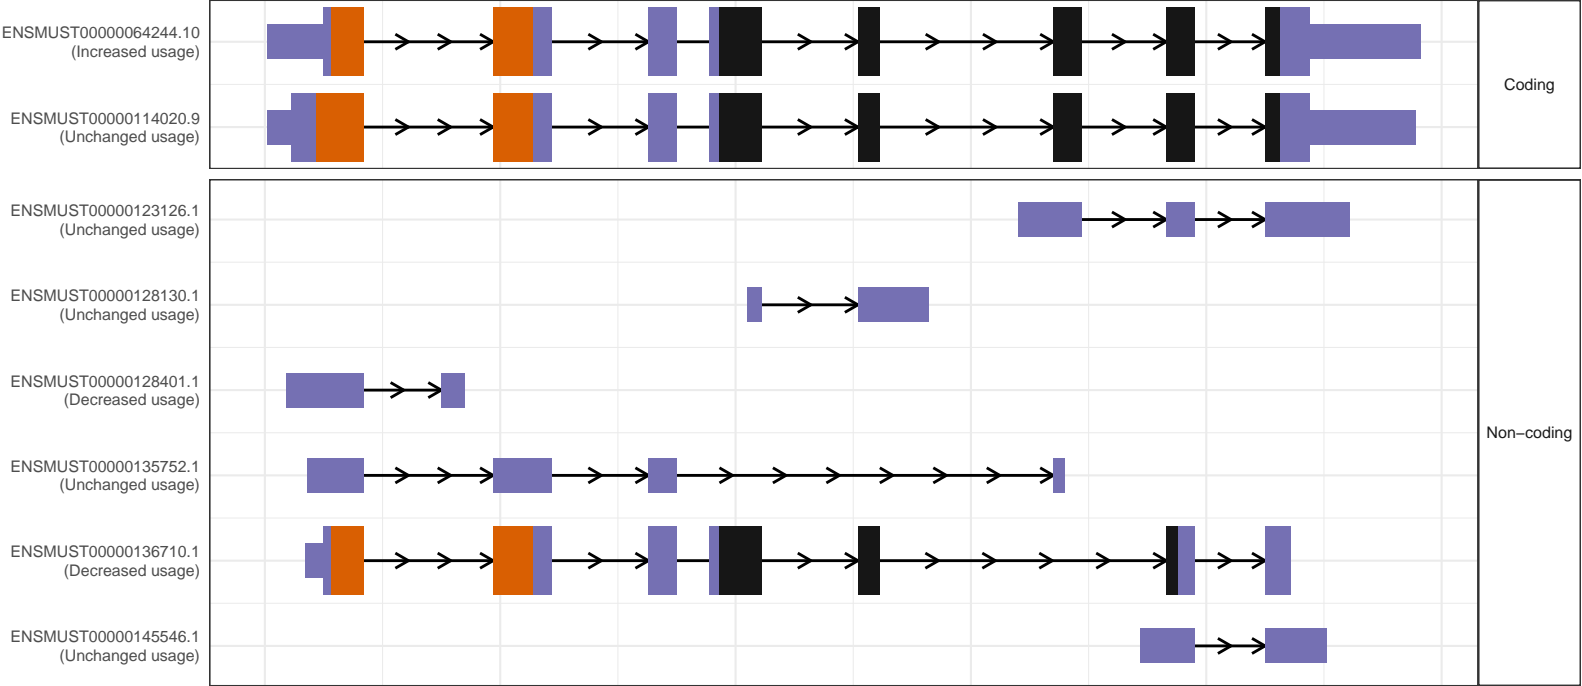 ENSMUST00000064244.10
(Increased usage)
ENSMUST00000114020.9
(Unchanged usage)
Coding
ENSMUST00000123126.1
(Unchanged usage)
ENSMUST00000128130.1
(Unchanged usage)
ENSMUST00000128401.1
(Decreased usage)
ENSMUST00000135752.1
(Unchanged usage)
ENSMUST00000136710.1
(Decreased usage)
ENSMUST00000145546.1
(Unchanged usage)
Non−coding